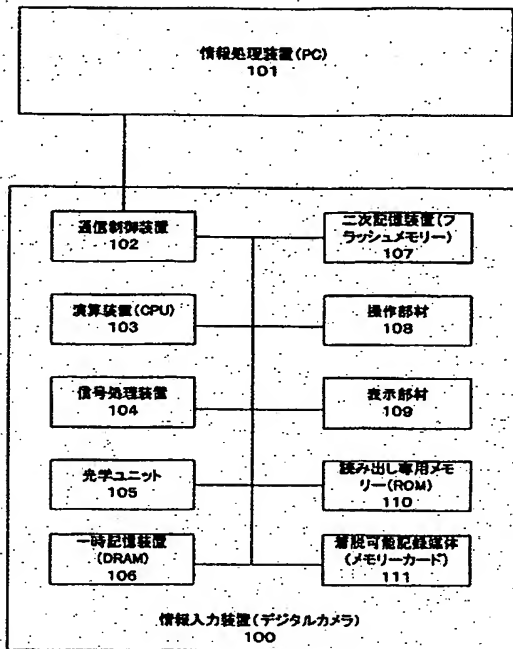 情報処理装置(PC)
101
通信制御装置
102
二次記憶装置(フ
ラッシュメモリー)
107
演算装置(CPU)
103
操作部材
108
信号処理装置
104
表示部材
109
光学ユニット
105
読み出し専用メモ
リー(ROM)
110
一時記憶装置
(DRAM)
106
着脱可能記録媒体
(メモリーカード)
111
情報入力装置(デジタルカメラ)
100